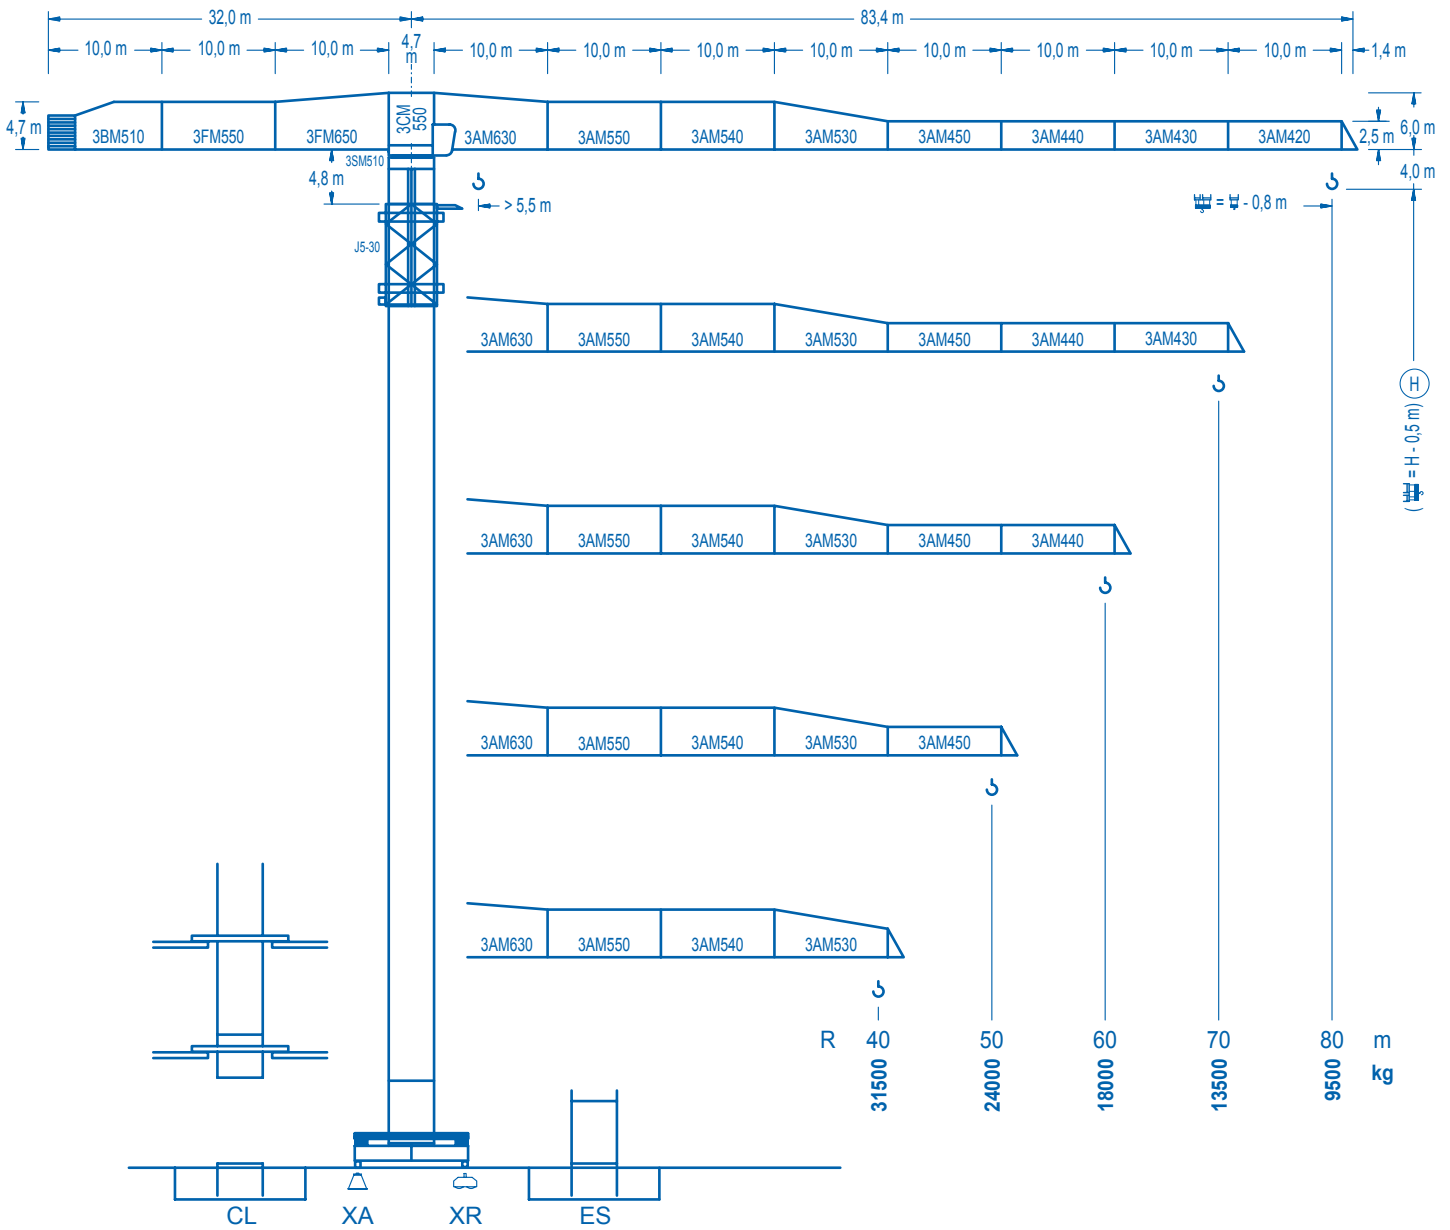 32,0 m 83,4 m
10,0 m 10,0 m 10,0 m 4,7 m 10,0 m 10,0 m 10,0 m 10,0 m 10,0 m 10,0 m 10,0 m 10,0 m 1,4 m
4,7 m 3BM510 3FM550 3FM650 3CM 550 3AM630 3AM550 3AM540 3AM530 3AM450 3AM440 3AM430 3AM420 2,5 m 6,0 m
3SM510
4,8 m 4,0 m
> 5,5 m = - 0,8 m
J5-30
3AM630 3AM550 3AM540 3AM530 3AM450 3AM440 3AM430
H
( = H - 0,5 m)
3AM630 3AM550 3AM540 3AM530 3AM450 3AM440
3AM630 3AM550 3AM540 3AM530 3AM450
3AM630 3AM550 3AM540 3AM530
R 40 50 60 70 80 m
31500 24000 18000 13500 9500 kg
CL XA XR ES